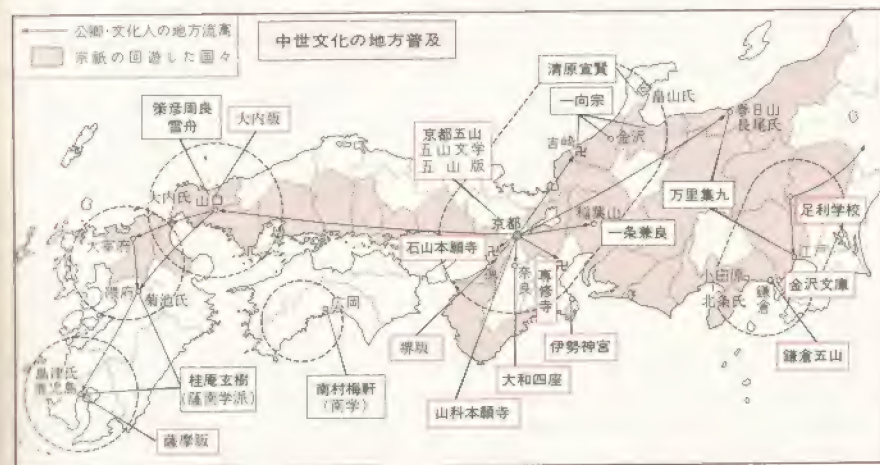 公卿・文化人の地方流寓
宗祇の回遊した国々
中世文化の地方普及
清原宣賢
一向宗
畠山氏
春日山
長尾氏
策彦周良
雪舟
大内版
京都五山
五山文学
五山版
吉崎卍
金沢
万里集九
足利学校
大内氏
山口
京都
稲葉山
一条兼良
江戸
石山本願寺
大宰府
隈府
菊池氏
堺
奈良
専修寺
小田原
北条氏
鎌倉
金沢文庫
弘岡
堺版
伊勢神宮
鎌倉五山
島津氏
鹿児島
桂庵玄樹
(薩南学派)
南村梅軒
(南学)
大和四座
山科本願寺
薩摩版